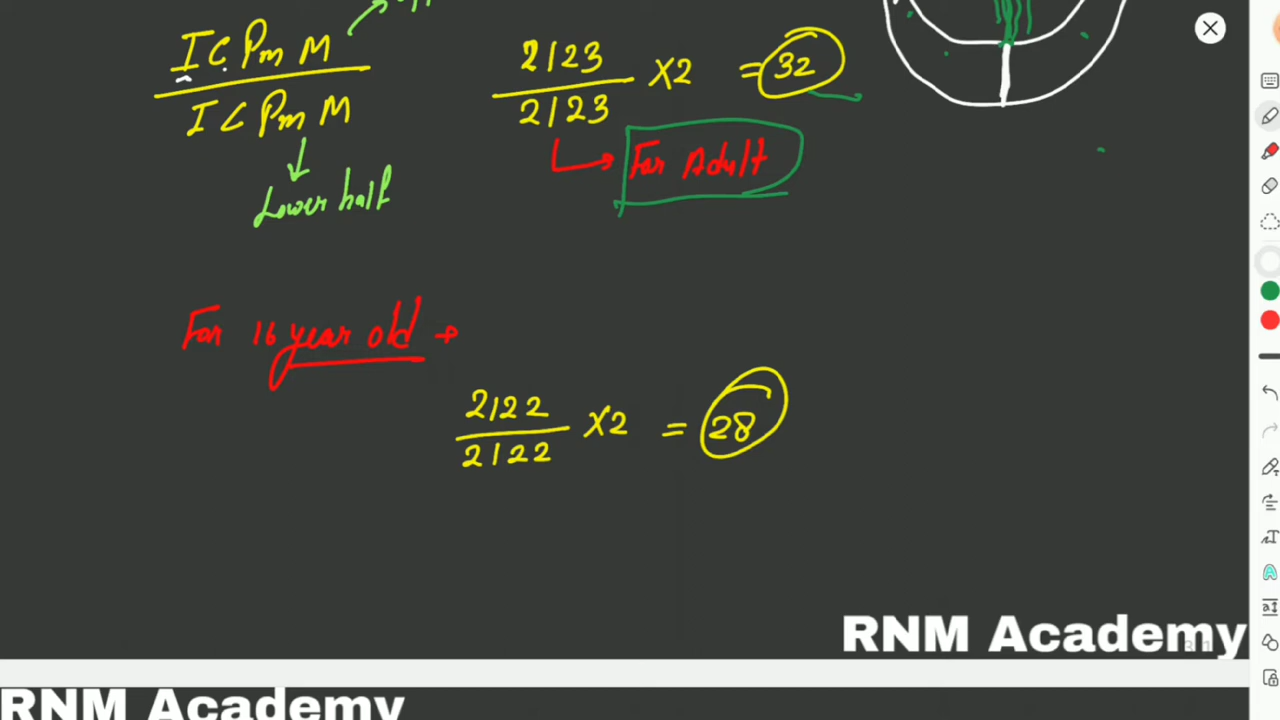 I C Pm M
I C Pm M
Lower half
2123
2123
X2 = 32
For Adult
For 16 year old →
2122
2122
X2 = 28
RNM Academy
RNM Academy